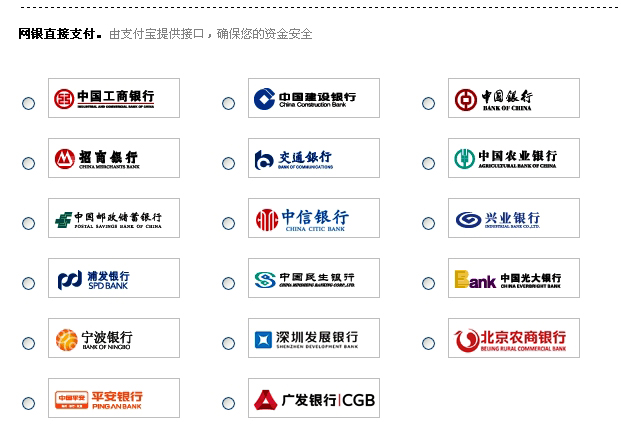 网银直接支付。由支付宝提供接口，确保您的资金安全
中国工商银行
INDUSTRIAL AND COMMERCIAL BANK OF CHINA
中国建设银行
China Construction Bank
中国银行
BANK OF CHINA
招商银行
CHINA MERCHANTS BANK
交通银行
BANK OF COMMUNICATIONS
中国农业银行
AGRICULTURAL BANK OF CHINA
中国邮政储蓄银行
POSTAL SAVINGS BANK OF CHINA
中信银行
CHINA CITIC BANK
兴业银行
INDUSTRIAL BANK CO.,LTD.
浦发银行
SPD BANK
中国民生银行
CHINA MINSHENG BANKING CORP.,LTD.
Bank 中国光大银行
CHINA EVERBRIGHT BANK
宁波银行
BANK OF NINGBO
深圳发展银行
SHENZHEN DEVELOPMENT BANK
北京农商银行
BEIJING RURAL COMMERCIAL BANK
中国平安 平安银行
PING AN BANK
广发银行|CGB